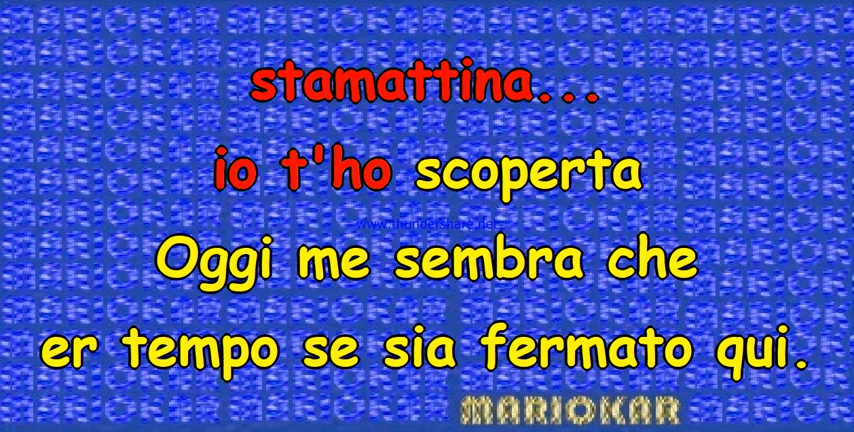 stamattina...
io t'ho scoperta
www.thundershare.net
Oggi me sembra che
er tempo se sia fermato qui.
MARIOKAR